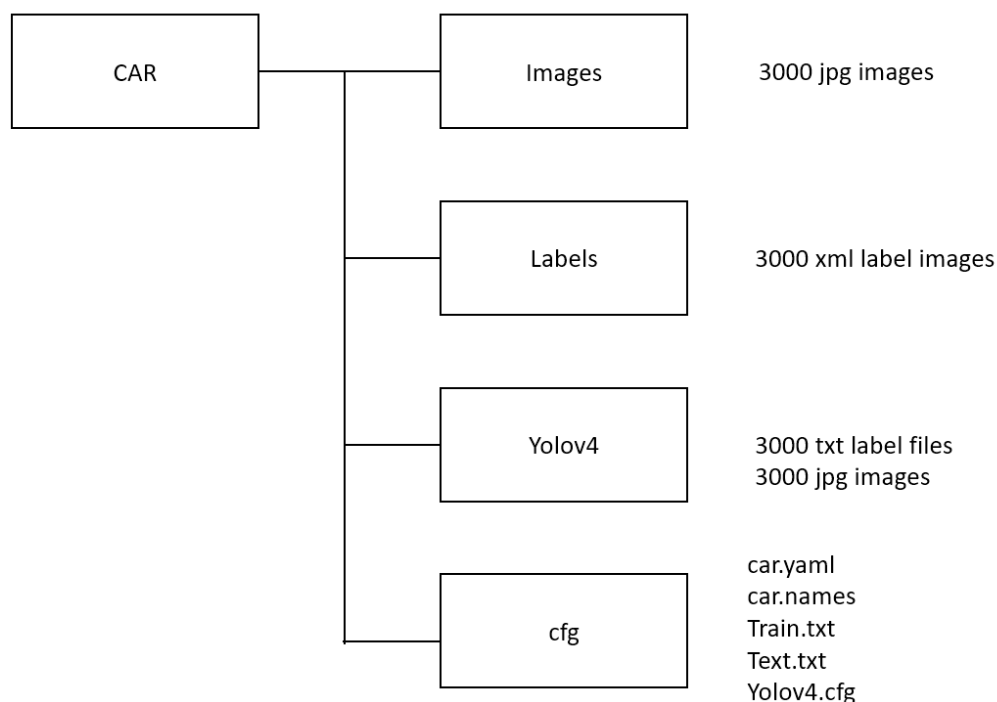 CAR
Images
3000 jpg images
Labels
3000 xml label images
Yolov4
3000 txt label files
3000 jpg images
cfg
car.yaml
car.names
Train.txt
Text.txt
Yolov4.cfg